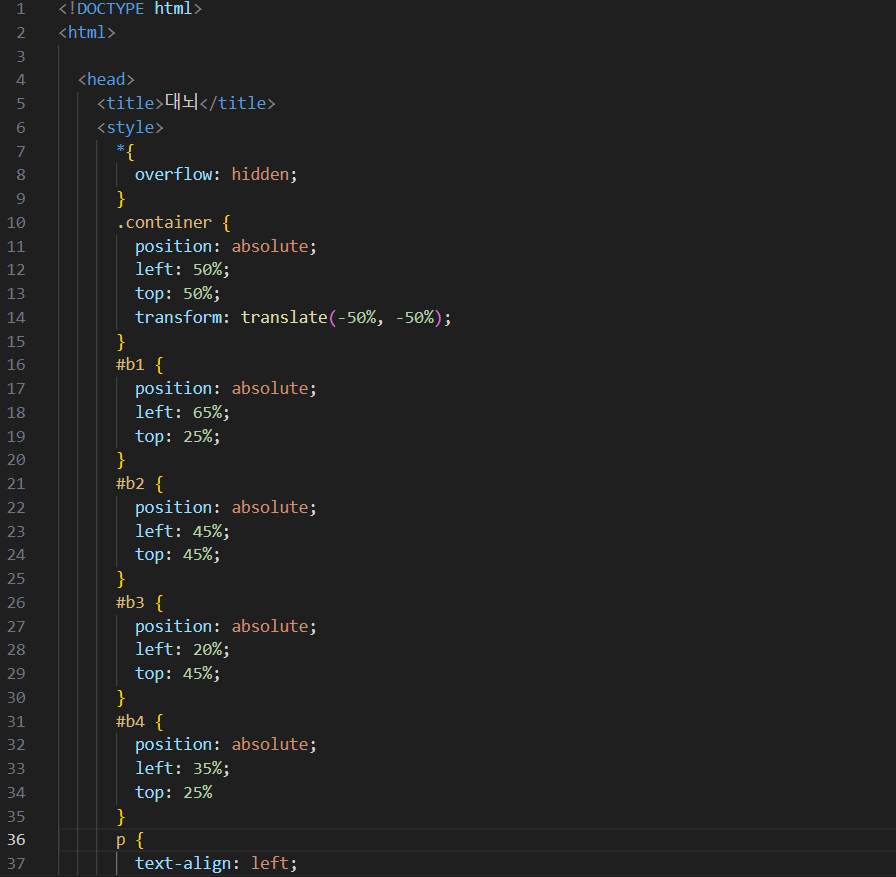 1 <!DOCTYPE html>
2 <html>
3
4 <head>
5 <title>대뇌</title>
6 <style>
7 *{
8 overflow: hidden;
9 }
10 .container {
11 position: absolute;
12 left: 50%;
13 top: 50%;
14 transform: translate(-50%, -50%);
15 }
16 #b1 {
17 position: absolute;
18 left: 65%;
19 top: 25%;
20 }
21 #b2 {
22 position: absolute;
23 left: 45%;
24 top: 45%;
25 }
26 #b3 {
27 position: absolute;
28 left: 20%;
29 top: 45%;
30 }
31 #b4 {
32 position: absolute;
33 left: 35%;
34 top: 25%
35 }
36 p {
37 text-align: left;